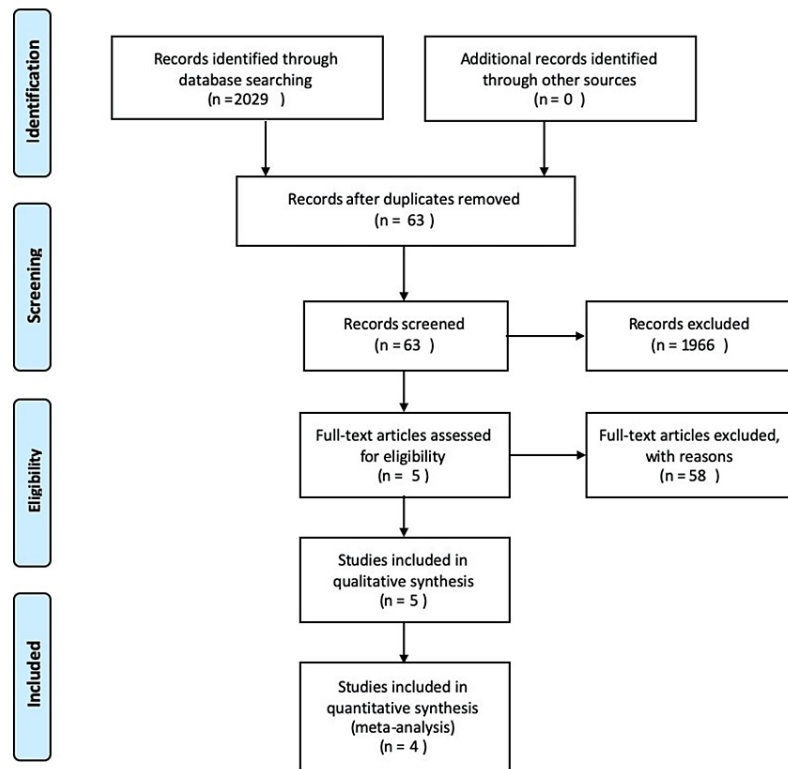 Identification
Records identified through
database searching
(n =2029 )
Additional records identified
through other sources
(n = 0 )
Records after duplicates removed
(n = 63 )
Screening
Records screened
(n = 63 )
Records excluded
(n = 1966 )
Eligibility
Full-text articles assessed
for eligibility
(n = 5 )
Full-text articles excluded,
with reasons
(n = 58 )
Studies included in
qualitative synthesis
(n = 5 )
Included
Studies included in
quantitative synthesis
(meta-analysis)
(n = 4 )